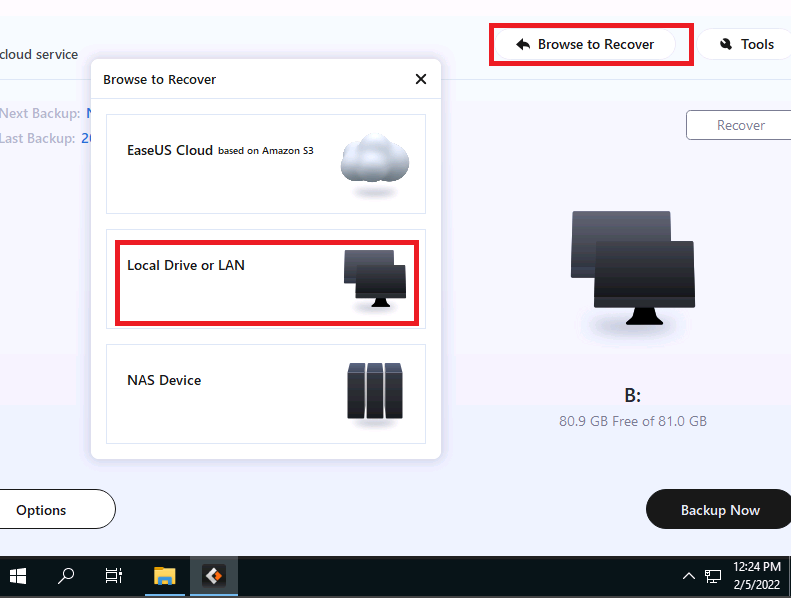 cloud service
Browse to Recover
Tools
Browse to Recover
Next Backup:
Last Backup:
Recover
EaseUS Cloud based on Amazon S3
Local Drive or LAN
NAS Device
B:
80.9 GB Free of 81.0 GB
Options
Backup Now
12:24 PM
2/5/2022